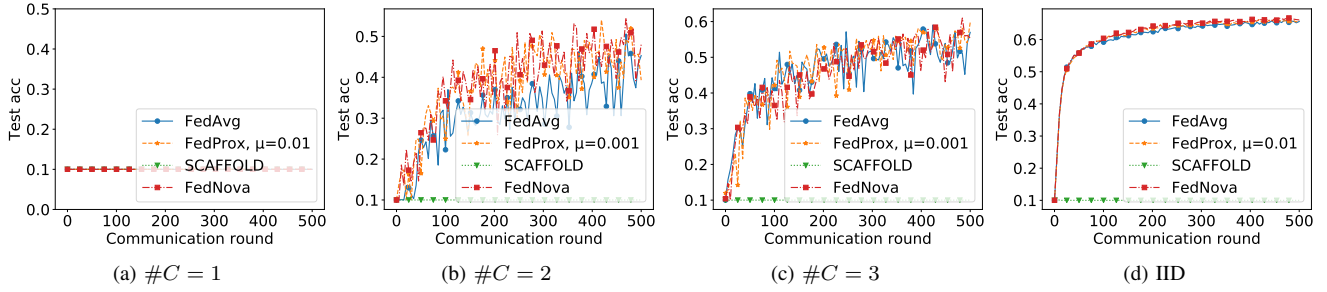 0.5
0.4
0.3
0.2
0.1
0.0
Test acc
0 100 200 300 400 500
Communication round
FedAvg
FedProx, μ=0.01
SCAFFOLD
FedNova
(a) #C = 1
0.5
0.4
0.3
0.2
0.1
Test acc
0 100 200 300 400 500
Communication round
FedAvg
FedProx, μ=0.001
SCAFFOLD
FedNova
(b) #C = 2
0.6
0.5
0.4
0.3
0.2
0.1
Test acc
0 100 200 300 400 500
Communication round
FedAvg
FedProx, μ=0.001
SCAFFOLD
FedNova
(c) #C = 3
0.6
0.5
0.4
0.3
0.2
0.1
Test acc
0 100 200 300 400 500
Communication round
FedAvg
FedProx, μ=0.01
SCAFFOLD
FedNova
(d) IID